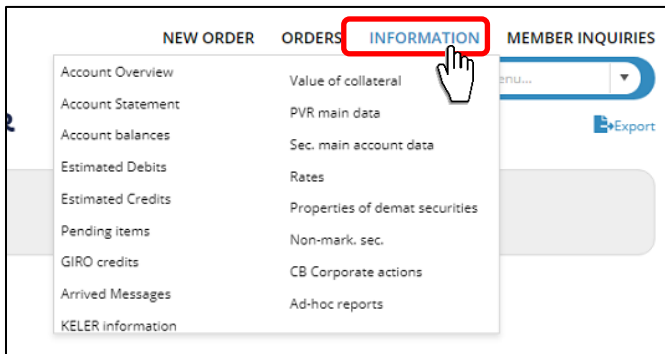 NEW ORDER ORDERS INFORMATION MEMBER INQUIRIES
Account Overview
Account Statement
Account balances
Estimated Debits
Estimated Credits
Pending items
GIRO credits
Arrived Messages
KELER information
Value of collateral
PVR main data
Sec. main account data
Rates
Properties of demat securities
Non-mark. sec.
CB Corporate actions
Ad-hoc reports
Export